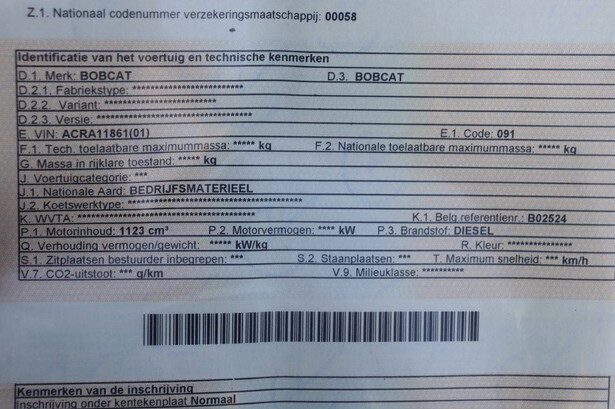 Z.1. Nationaal codenummer verzekeringsmaatschappij: 00058
Identificatie van het voertuig en technische kenmerken
D.1. Merk: BOBCAT D.3. BOBCAT
D.2.1. Fabriekstype: ************************
D.2.2. Variant: ************************
D.2.3. Versie: **********************************
E. VIN: ACRA11861(01) E.1. Code: 091
F.1. Tech. toelaatbare maximummassa: ***** kg F.2. Nationale toelaatbare maximummassa: ***** kg
G. Massa in rijklare toestand: ***** kg
J. Voertuigcategorie: ***
J.1. Nationale Aard: BEDRIJFSMATERIEEL
J.2. Koetswerktype: **********************************
K. WVTA: ************************************** K.1. Belg.referentienr.: B02524
P.1. Motorinhoud: 1123 cm³ P.2. Motorvermogen: **** kW P.3. Brandstof: DIESEL
Q. Verhouding vermogen/gewicht: ***** kW/kg R. Kleur: ***************
S.1. Zitplaatsen bestuurder inbegrepen: *** S.2. Staanplaatsen: *** T. Maximum snelheid: *** km/h
V.7. CO2-uitstoot: *** g/km V.9. Milieuklasse: **********
Kenmerken van de inschrijving
Inschrijving onder kentekenplaat Normaal